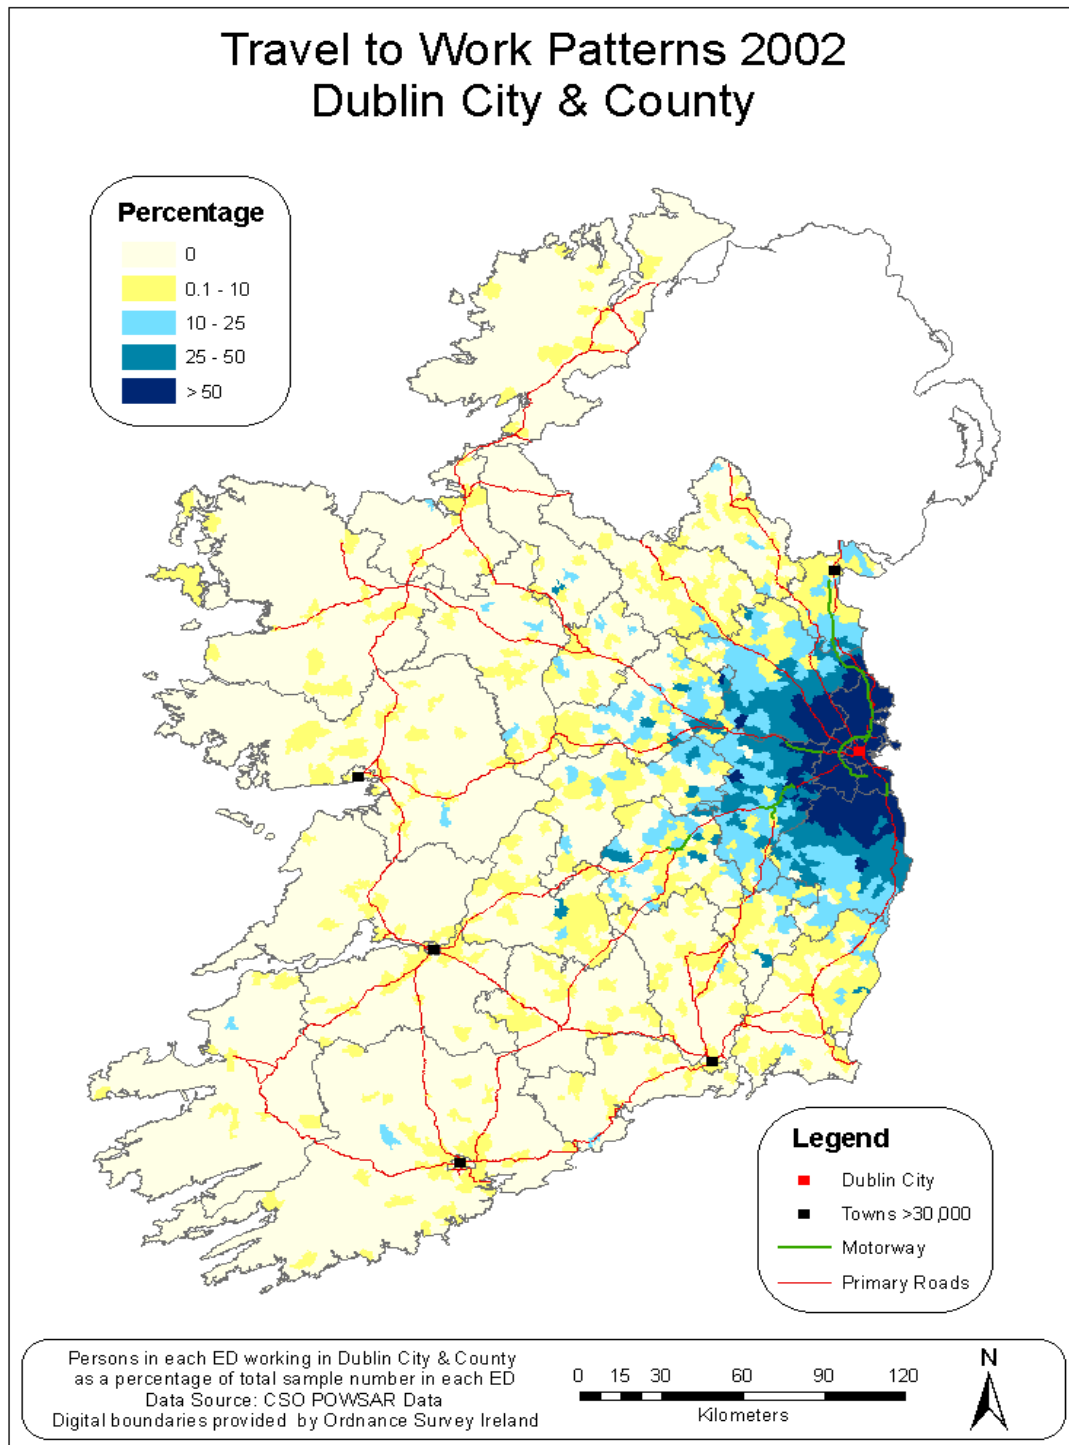 Travel to Work Patterns 2002
Dublin City & County
Percentage
0
0.1 - 10
10 - 25
25 - 50
> 50
Legend
Dublin City
Towns >30,000
Motorway
Primary Roads
Persons in each ED working in Dublin City & County
as a percentage of total sample number in each ED
Data Source: CSO POWSAR Data
Digital boundaries provided by Ordnance Survey Ireland
0 15 30 60 90 120
Kilometers
N